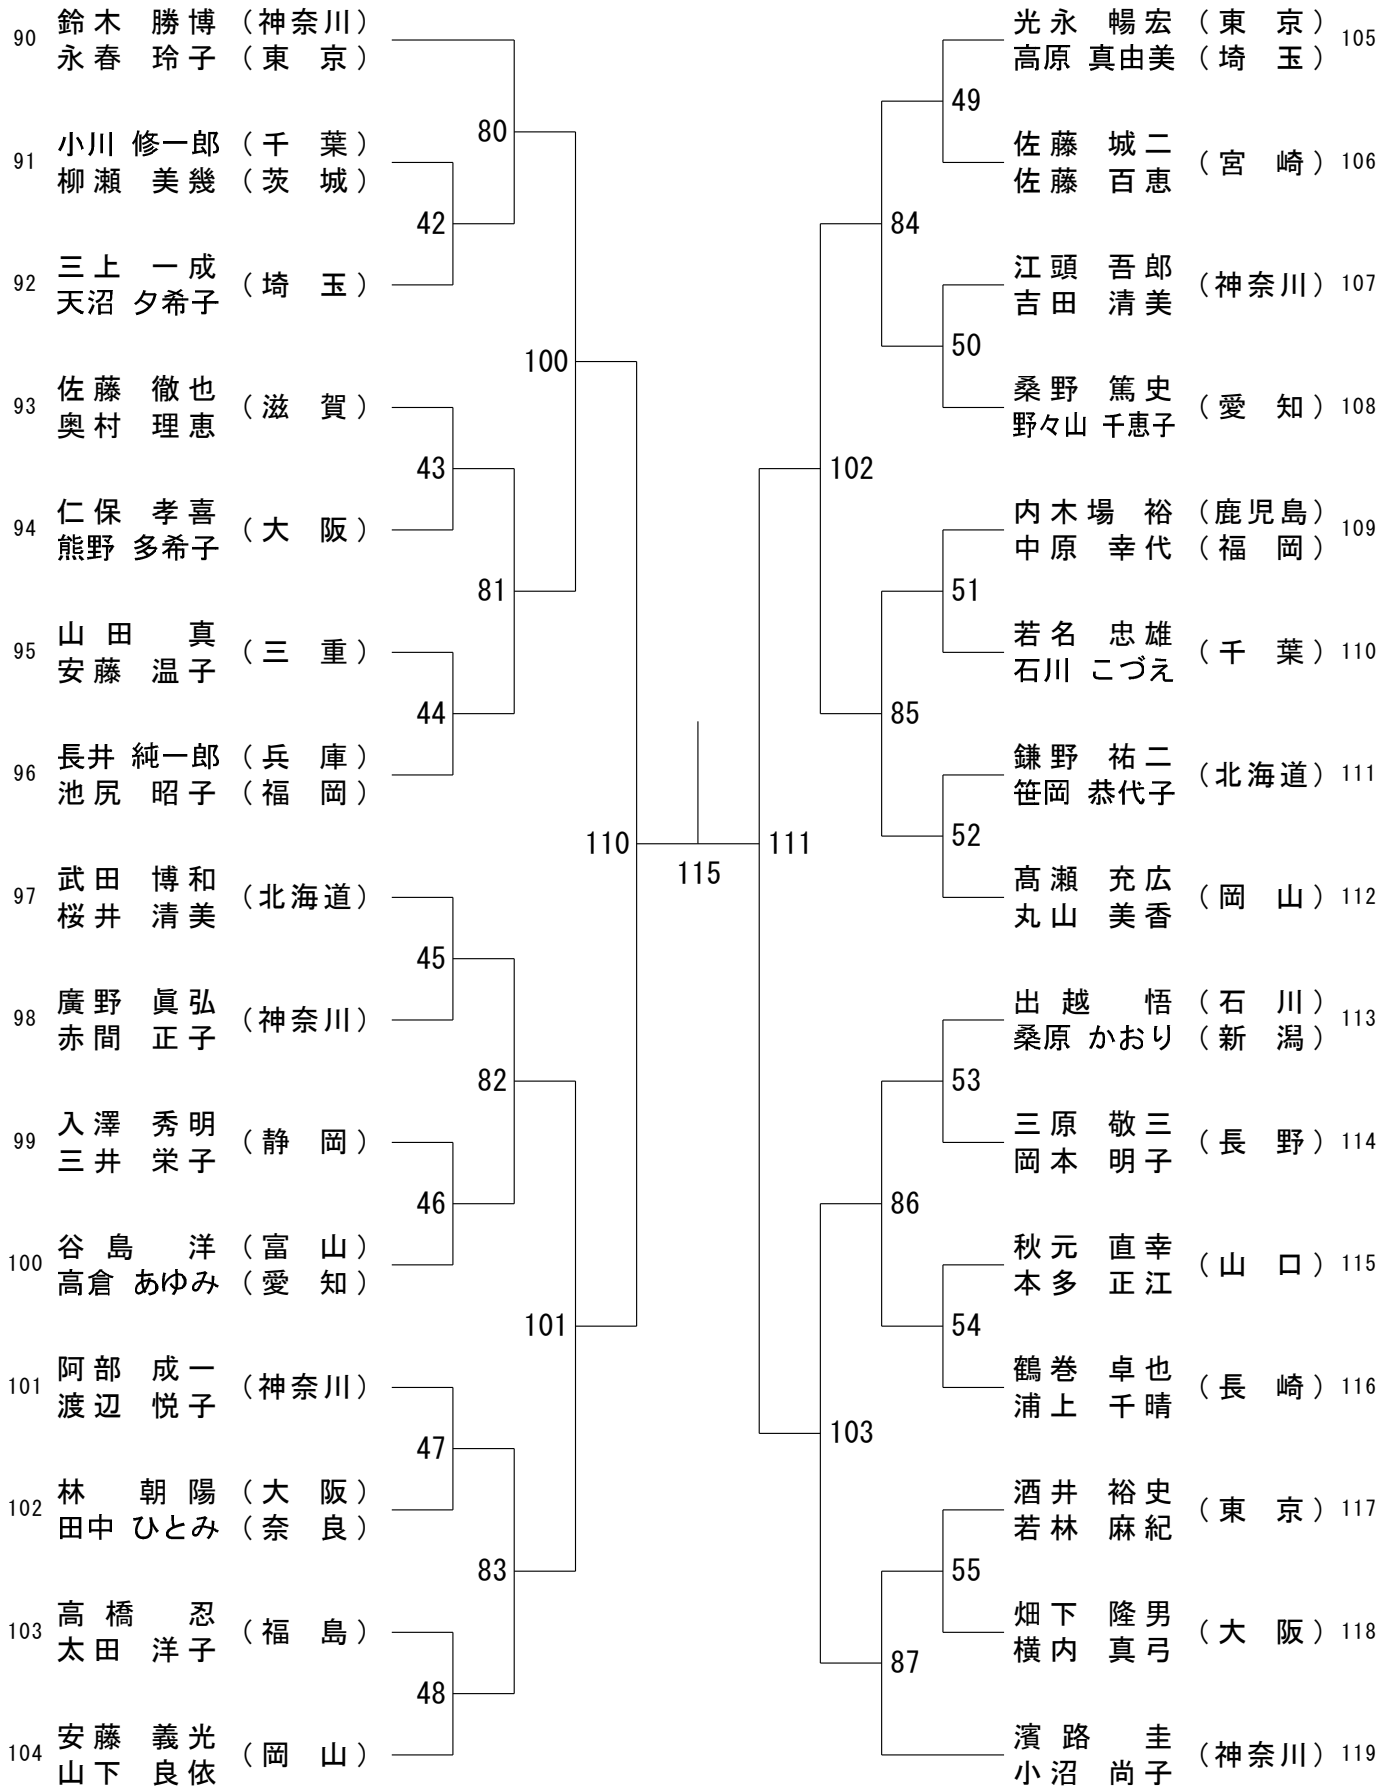 90 鈴木 勝博 (神奈川)
永春 玲子 (東 京)
80
91 小川 修一郎 (千 葉)
柳瀬 美幾 (茨 城)
42
92 三上 一成 (埼 玉)
天沼 夕希子
100
93 佐藤 徹也 (滋 賀)
奥村 理恵
43
94 仁保 孝喜 (大 阪)
熊野 多希子
81
95 山田 真 (三 重)
安藤 温子
44
96 長井 純一郎 (兵 庫)
池尻 昭子 (福 岡)
110
97 武田 博和 (北海道)
桜井 清美
45
98 廣野 眞弘 (神奈川)
赤間 正子
82
99 入澤 秀明 (静 岡)
三井 栄子
46
100 谷島 洋 (富 山)
高倉 あゆみ (愛 知)
101
101 阿部 成一 (神奈川)
渡辺 悦子
47
102 林 朝陽 (大 阪)
田中 ひとみ (奈 良)
83
103 高橋 忍 (福 島)
太田 洋子
48
104 安藤 義光 (岡 山)
山下 良依
115
光永 暢宏 (東 京) 105
高原 真由美 (埼 玉)
49
佐藤 城二 (宮 崎) 106
佐藤 百恵
84
江頭 吾郎 (神奈川) 107
吉田 清美
50
桑野 篤史 (愛 知) 108
野々山 千恵子
102
内木場 裕 (鹿児島) 109
中原 幸代 (福 岡)
51
若名 忠雄 (千 葉) 110
石川 こづえ
85
鎌野 祐二 (北海道) 111
笹岡 恭代子
52
111
髙瀬 充広 (岡 山) 112
丸山 美香
出越 悟 (石 川) 113
桑原 かおり (新 潟)
53
三原 敬三 (長 野) 114
岡本 明子
86
秋元 直幸 (山 口) 115
本多 正江
54
鶴巻 卓也 (長 崎) 116
浦上 千晴
103
酒井 裕史 (東 京) 117
若林 麻紀
55
畑下 隆男 (大 阪) 118
横内 真弓
87
濱路 圭 (神奈川) 119
小沼 尚子